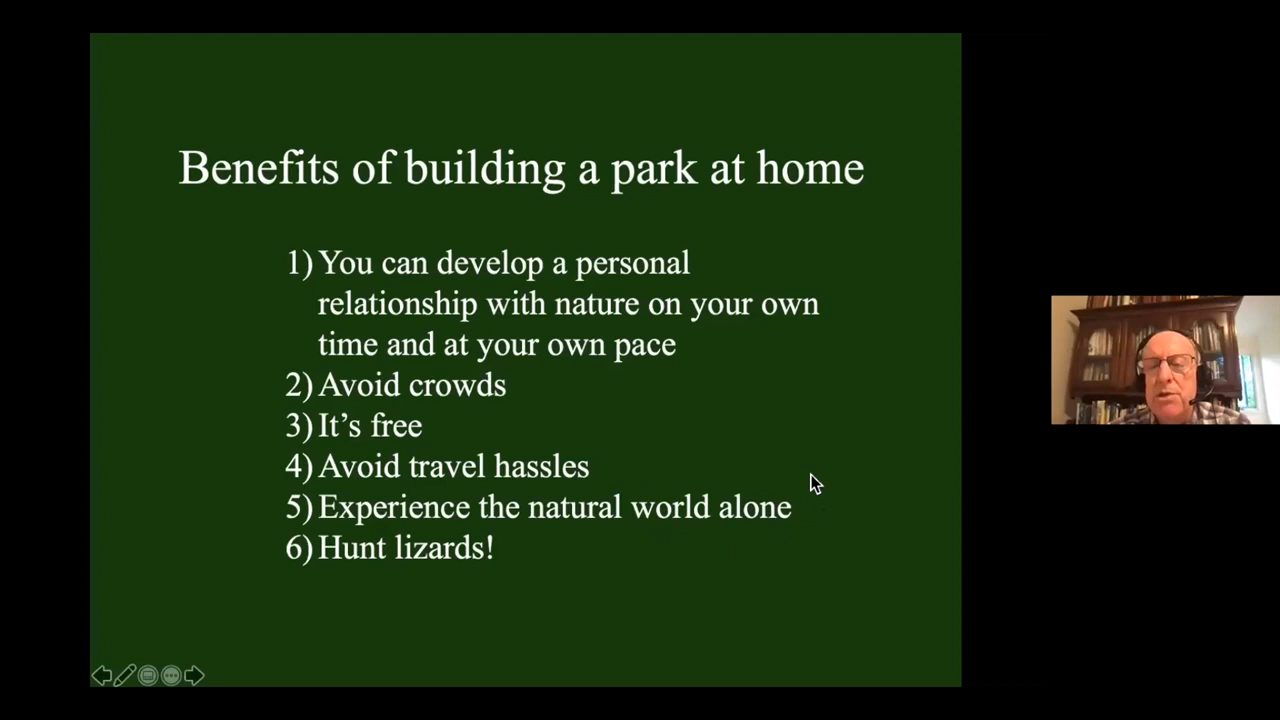 Benefits of building a park at home
1) You can develop a personal
relationship with nature on your own
time and at your own pace
2) Avoid crowds
3) It’s free
4) Avoid travel hassles
5) Experience the natural world alone
6) Hunt lizards!